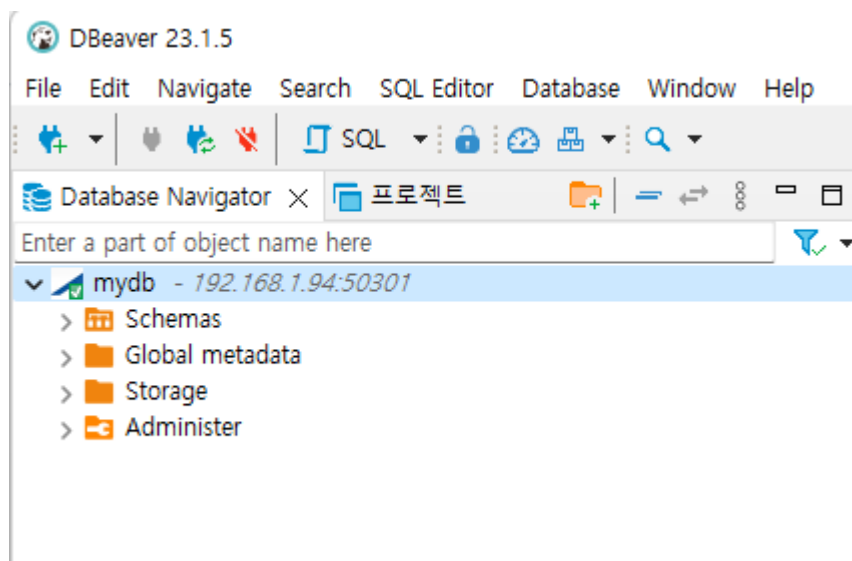 DBeaver 23.1.5
File Edit Navigate Search SQL Editor Database Window Help
SQL
Database Navigator 프로젝트
Enter a part of object name here
mydb - 192.168.1.94:50301
Schemas
Global metadata
Storage
Administer